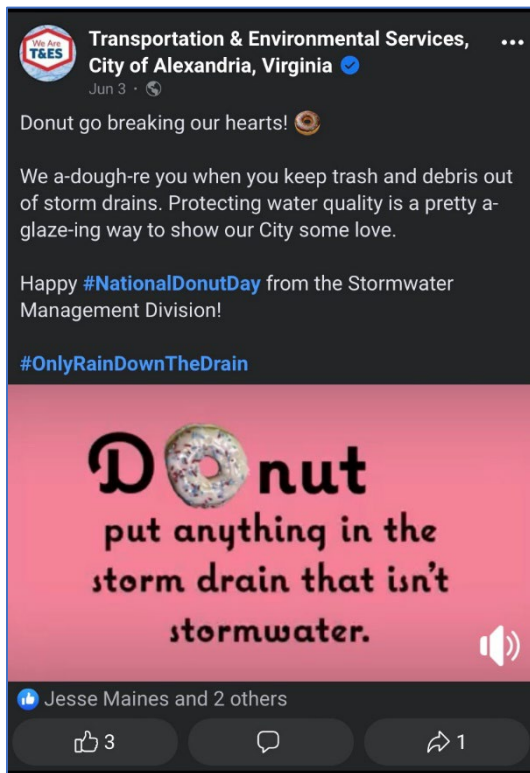 We Are
T&ES
Transportation & Environmental Services,
City of Alexandria, Virginia
Jun 3 ·
Donut go breaking our hearts! 🍩
We a-dough-re you when you keep trash and debris out
of storm drains. Protecting water quality is a pretty a-
glaze-ing way to show our City some love.
Happy #NationalDonutDay from the Stormwater
Management Division!
#OnlyRainDownTheDrain
Donut
put anything in the
storm drain that isn't
stormwater.
Jesse Maines and 2 others
3
1